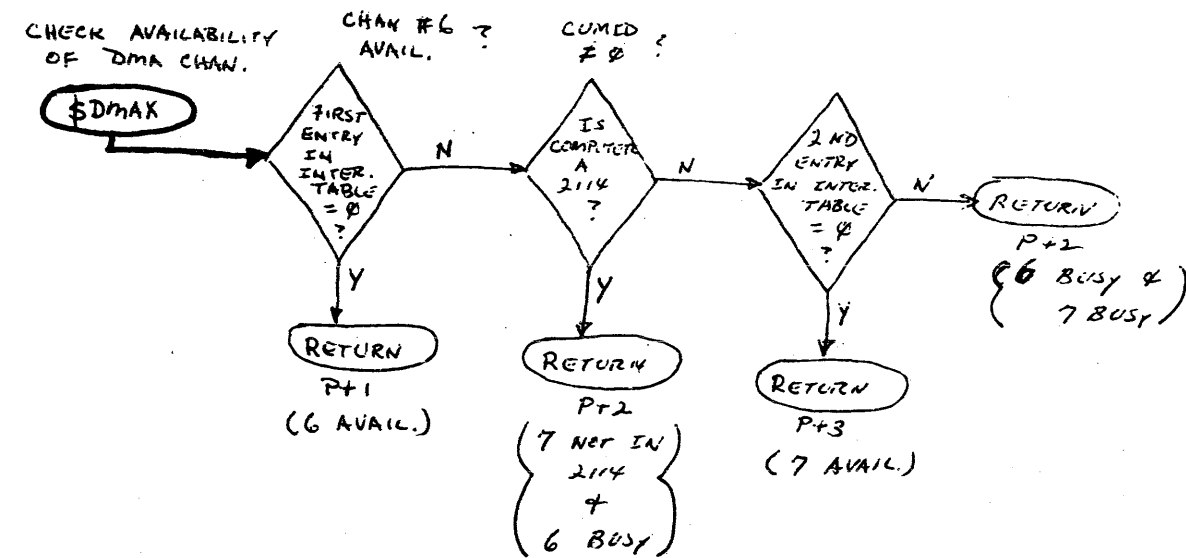 CHECK AVAILABILITY
OF DMA CHAN.
$DMAX
CHAN #6 ?
AVAIL.
FIRST
ENTRY
IN
INTER.
TABLE
= φ
?
N
Y
RETURN
P+1
(6 AVAIL.)
≠ φ ?
IS
COMPUTER
A
2114
?
N
Y
RETURN
P+2
(7 NOT IN
2114
&
6 BUSY)
2ND
ENTRY
IN INTER.
TABLE
= φ
?
N
Y
RETURN
P+3
(7 AVAIL.)
RETURN
P+2
(6 BUSY &
7 BUSY)